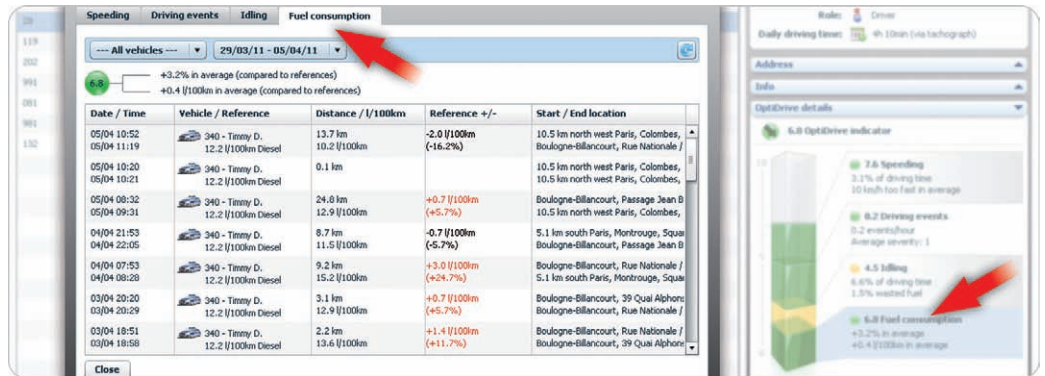 Speeding Driving events Idling Fuel consumption
--- All vehicles --- 29/03/11 - 05/04/11
6.8
+3.2% in average (compared to references)
+0.4 l/100km in average (compared to references)
Date / Time Vehicle / Reference Distance / l/100km Reference +/- Start / End location
05/04 10:52 340 - Timmy D. 13.7 km -2.0 l/100km 10.5 km north west Paris, Colombes,
05/04 11:19 12.2 l/100km Diesel 10.2 l/100km (-16.2%) Boulogne-Billancourt, Rue Nationale /
05/04 10:20 340 - Timmy D. 0.1 km 10.5 km north west Paris, Colombes,
05/04 10:21 12.2 l/100km Diesel 10.5 km north west Paris, Colombes,
05/04 08:32 340 - Timmy D. 24.8 km +0.7 l/100km Boulogne-Billancourt, Passage Jean B
05/04 09:31 12.2 l/100km Diesel 12.9 l/100km (+5.7%) 10.5 km north west Paris, Colombes,
04/04 21:53 340 - Timmy D. 8.7 km -0.7 l/100km 5.1 km south Paris, Montrouge, Squar
04/04 22:05 12.2 l/100km Diesel 11.5 l/100km (-5.7%) Boulogne-Billancourt, Passage Jean B
04/04 07:53 340 - Timmy D. 9.2 km +3.0 l/100km Boulogne-Billancourt, Rue Nationale /
04/04 08:28 12.2 l/100km Diesel 15.2 l/100km (+24.7%) 5.1 km south Paris, Montrouge, Squar
03/04 20:20 340 - Timmy D. 3.1 km +0.7 l/100km Boulogne-Billancourt, 39 Quai Alphons
03/04 20:29 12.2 l/100km Diesel 12.9 l/100km (+5.7%) Boulogne-Billancourt, Rue Nationale /
03/04 18:51 340 - Timmy D. 2.2 km +1.4 l/100km Boulogne-Billancourt, Rue Nationale /
03/04 18:58 12.2 l/100km Diesel 13.6 l/100km (+11.7%) Boulogne-Billancourt, 39 Quai Alphons
Close
119
202
991
081
981
132
Role: Driver
Daily driving time: 4h 10min (via tachograph)
Address
Info
OptiDrive details
6.8 OptiDrive indicator
10
5
0
7.6 Speeding
3.1% of driving time
10 km/h too fast in average
8.2 Driving events
0.2 events/hour
Average severity: 1
4.5 Idling
6.6% of driving time
1.5% wasted fuel
6.8 Fuel consumption
+3.2% in average
+0.4 l/100km in average